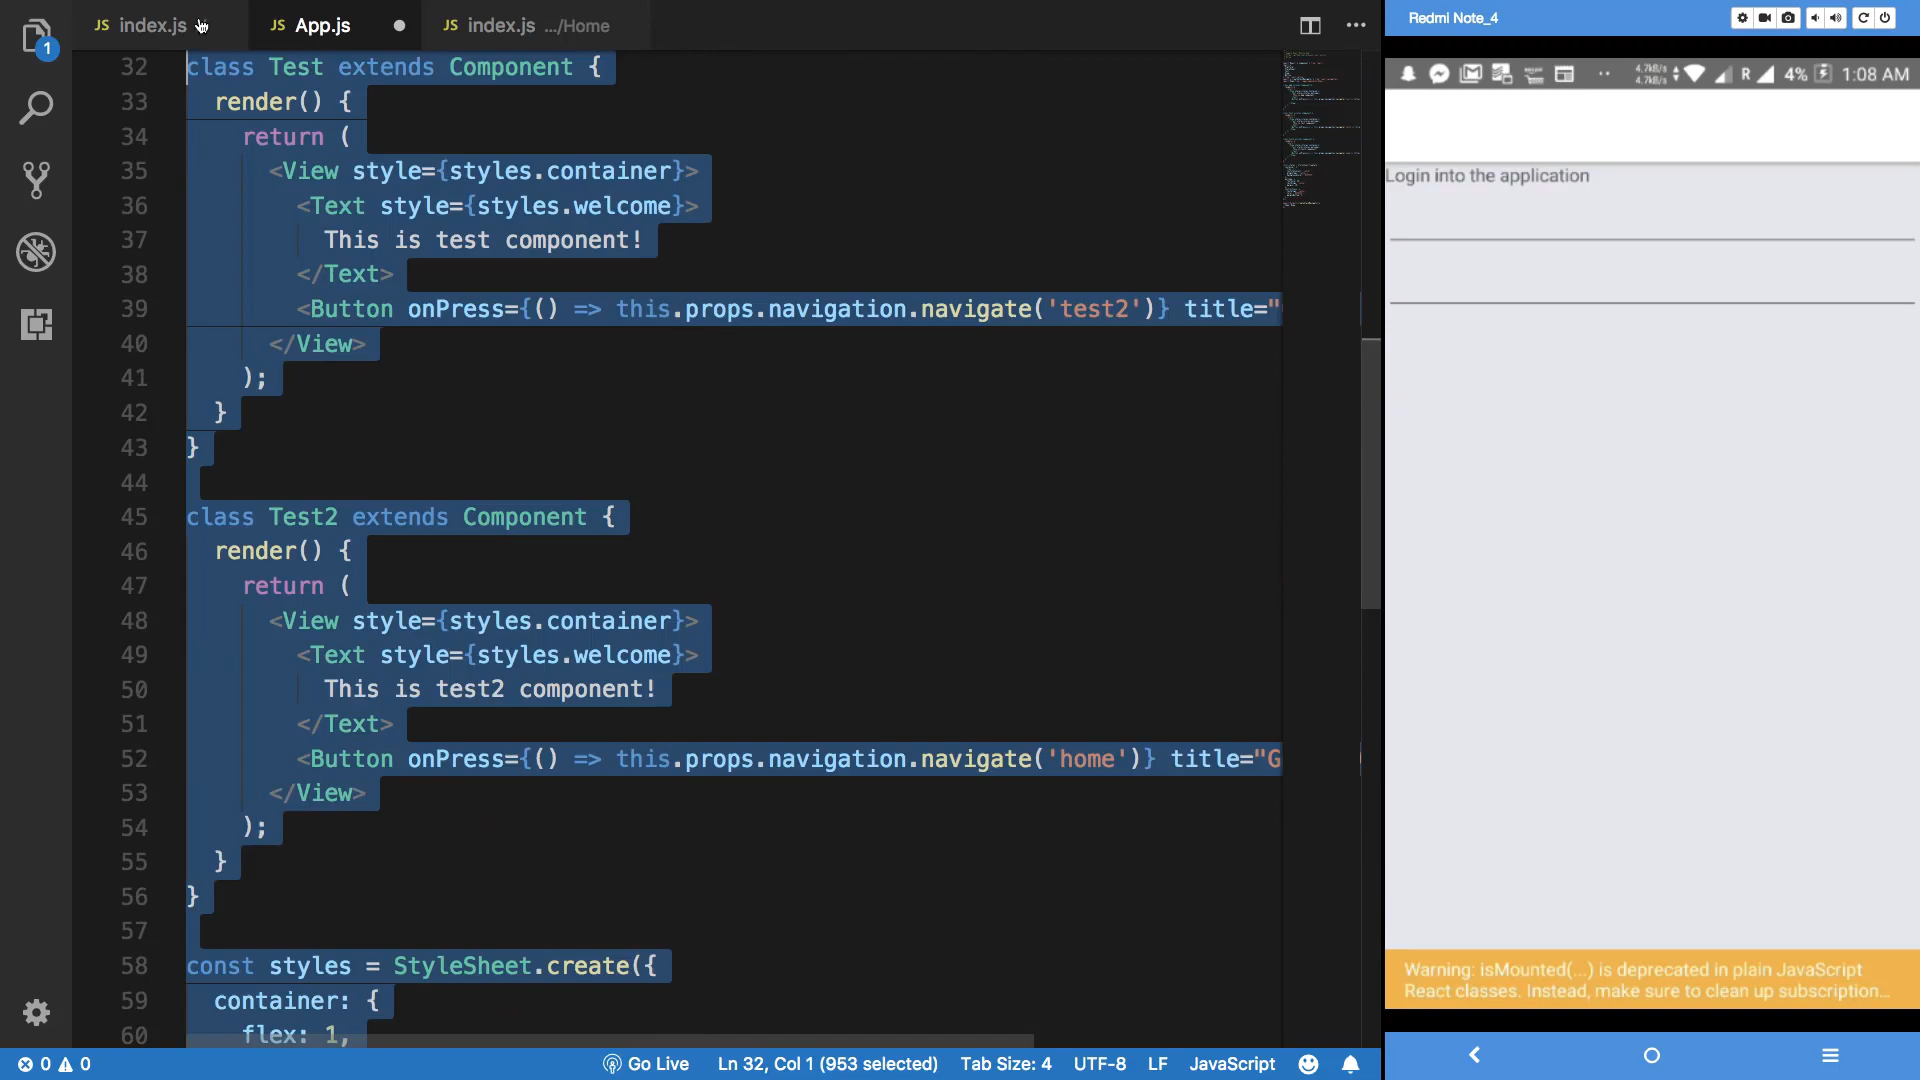 JS index.js
JS App.js
JS index.js .../Home
1
32 class Test extends Component {
33 render() {
34 return (
35 <View style={styles.container}>
36 <Text style={styles.welcome}>
37 This is test component!
38 </Text>
39 <Button onPress={() => this.props.navigation.navigate('test2')} title="
40 </View>
41 );
42 }
43 }
44
45 class Test2 extends Component {
46 render() {
47 return (
48 <View style={styles.container}>
49 <Text style={styles.welcome}>
50 This is test2 component!
51 </Text>
52 <Button onPress={() => this.props.navigation.navigate('home')} title="G
53 </View>
54 );
55 }
56 }
57
58 const styles = StyleSheet.create({
59 container: {
60 flex: 1,
0 0
Go Live
Ln 32, Col 1 (953 selected)
Tab Size: 4
UTF-8
LF
JavaScript
Redmi Note_4
4.7kB/s
4.7kB/s
R
4%
1:08 AM
Login into the application
Warning: isMounted(...) is deprecated in plain JavaScript
React classes. Instead, make sure to clean up subscription...